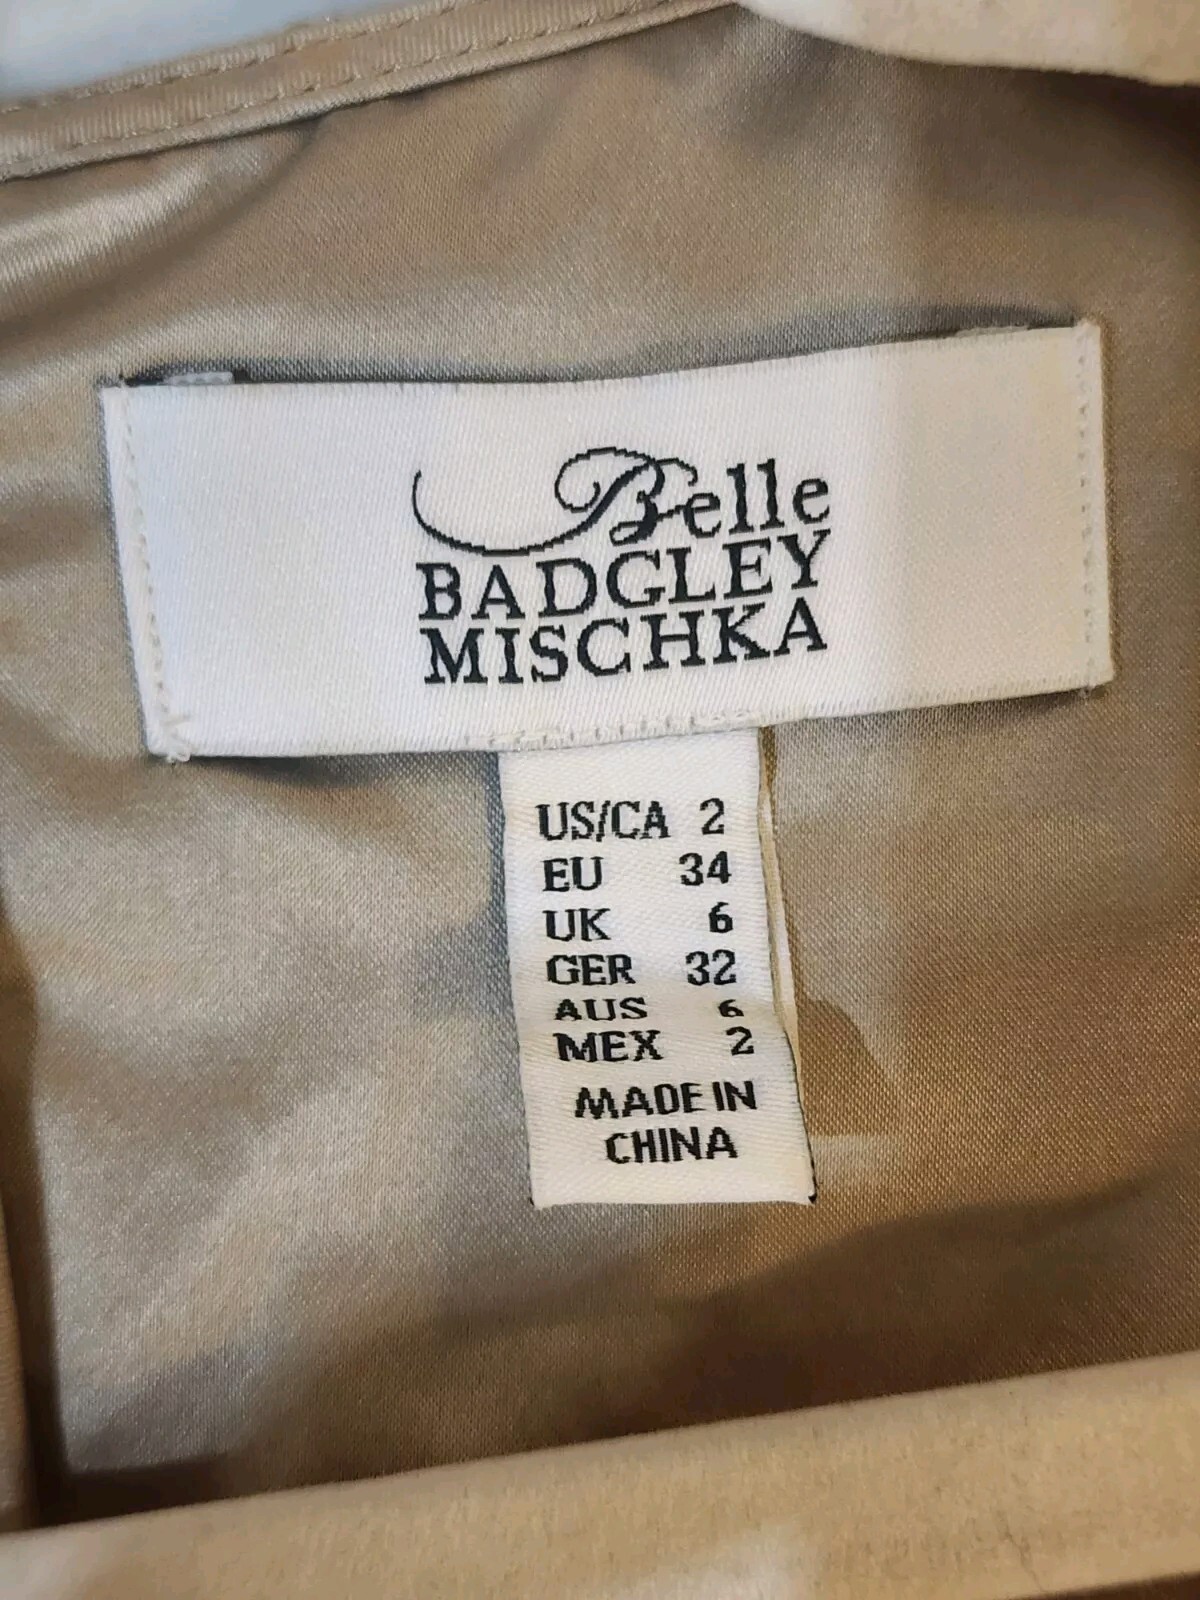 Belle
BADGLEY
MISCHKA
US/CA 2
EU 34
UK 6
GER 32
AUS 6
MEX 2
MADE IN
CHINA